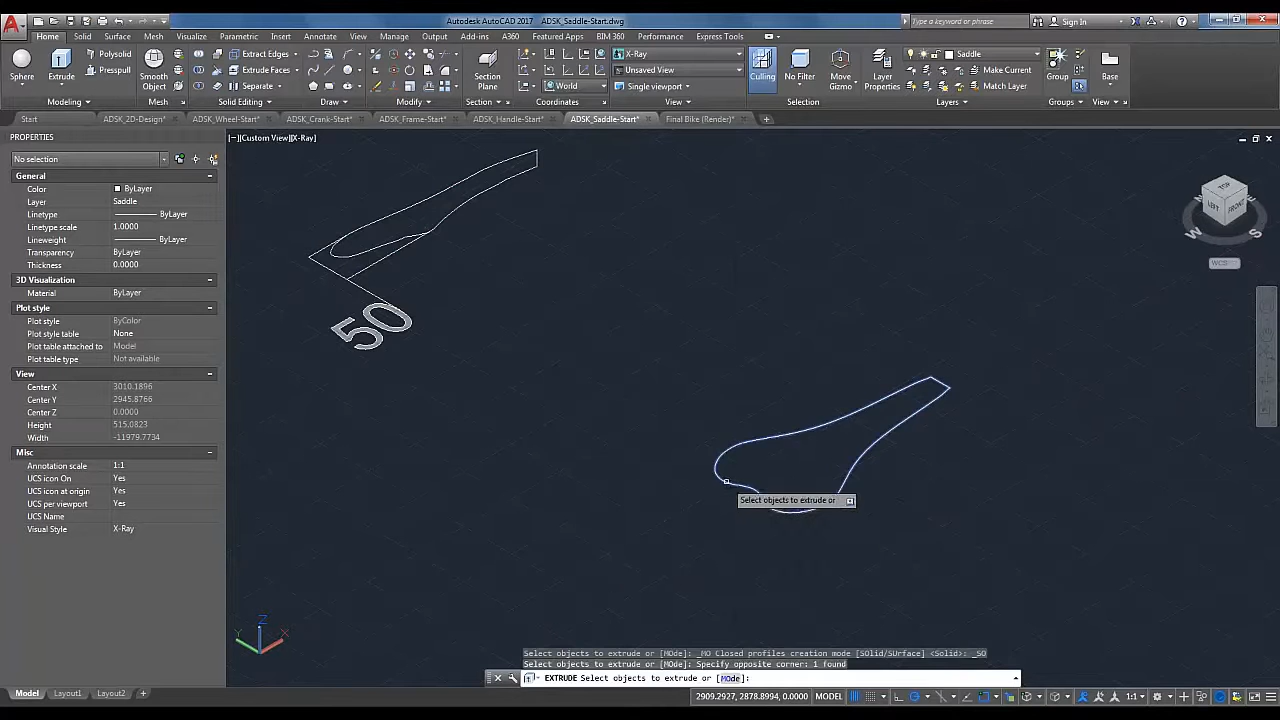 Autodesk AutoCAD 2017 ADSK_Saddle-Start.dwg
Type a keyword or phrase
Sign In
Home Solid Surface Mesh Visualize Parametric Insert Annotate View Manage Output Add-ins A360 Featured Apps BIM 360 Performance Express Tools
Sphere
Extrude
Polysolid
Presspull
Smooth Object
Extract Edges
Extrude Faces
Separate
Section Plane
World
X-Ray
Unsaved View
Single viewport
Culling
No Filter
Move Gizmo
Layer Properties
Saddle
Make Current
Match Layer
Group
Base
Modeling Mesh Solid Editing Draw Modify Section Coordinates View Selection Layers Groups View
Start ADSK_2D-Design* ADSK_Wheel-Start* ADSK_Crank-Start* ADSK_Frame-Start* ADSK_Handle-Start* ADSK_Saddle-Start* Final Bike (Render)*
PROPERTIES
[−][Custom View][X-Ray]
No selection
General
Color ByLayer
Layer Saddle
Linetype ByLayer
Linetype scale 1.0000
Lineweight ByLayer
Transparency ByLayer
Thickness 0.0000
3D Visualization
Material ByLayer
Plot style
Plot style ByColor
Plot style table None
Plot table attached to Model
Plot table type Not available
View
Center X 3010.1896
Center Y 2945.8766
Center Z 0.0000
Height 515.0823
Width -11979.7734
Misc
Annotation scale 1:1
UCS icon On Yes
UCS icon at origin Yes
UCS per viewport Yes
UCS Name
Visual Style X-Ray
50
TOP
LEFT
FRONT
W
S
WCS
Select objects to extrude or
Z
Y
X
Select objects to extrude or [MOde]: _MO Closed profiles creation mode [SOlid/SUrface] <Solid>: _SO
Select objects to extrude or [MOde]: Specify opposite corner: 1 found
EXTRUDE Select objects to extrude or [MOde]:
Model Layout1 Layout2
2909.2927, 2878.8994, 0.0000 MODEL
1:1